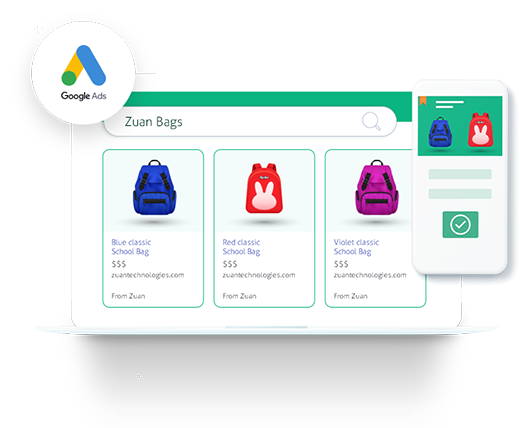 Google Ads
Zuan Bags
Blue classic
School Bag
$$$
zuantechnologies.com
From Zuan
Red classic
School Bag
$$$
zuantechnologies.com
From Zuan
Violet classic
School Bag
$$$
zuantechnologies.com
From Zuan